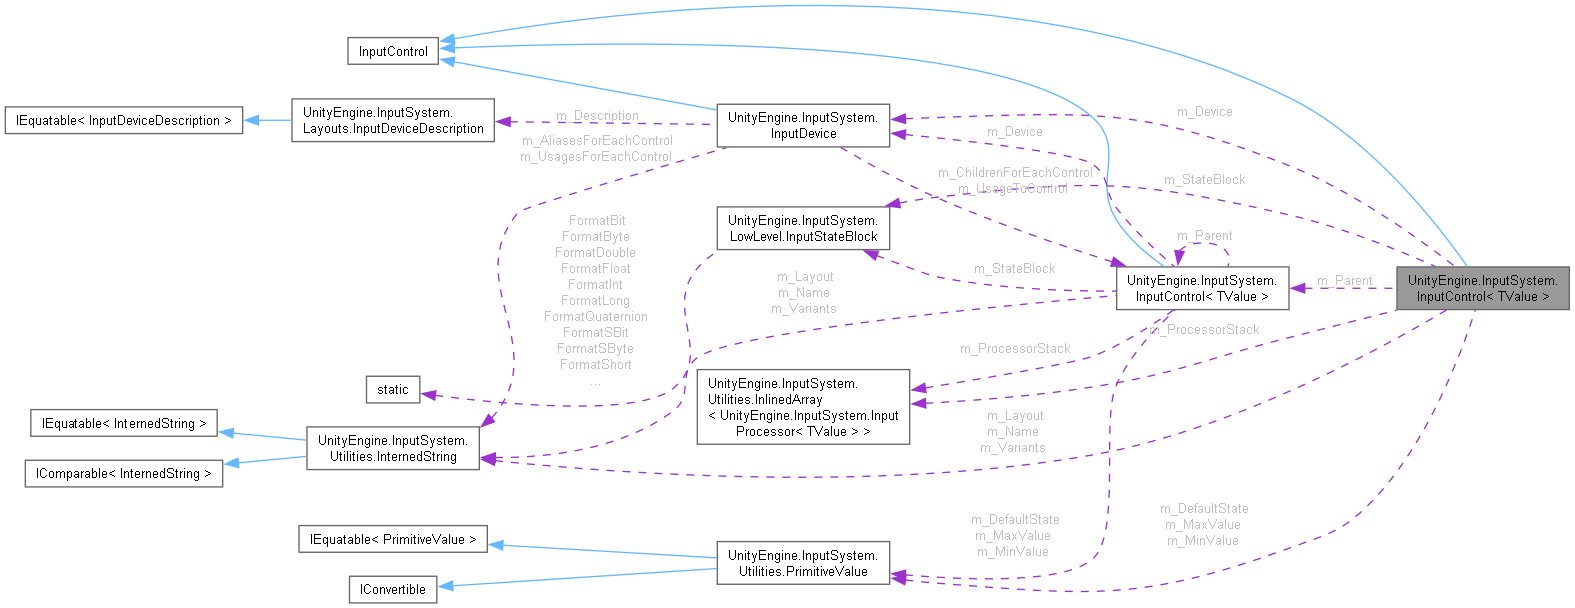 InputControl
IEquatable< InputDeviceDescription >
UnityEngine.InputSystem.
Layouts.InputDeviceDescription
m_Description
UnityEngine.InputSystem.
InputDevice
m_Device
m_Device
m_AliasesForEachControl
m_UsagesForEachControl
m_ChildrenForEachControl
m_UsageToControl
m_StateBlock
FormatBit
FormatByte
FormatDouble
FormatFloat
FormatInt
FormatLong
FormatQuaternion
FormatSBit
FormatSByte
FormatShort
...
UnityEngine.InputSystem.
LowLevel.InputStateBlock
m_Parent
m_StateBlock
m_Layout
m_Name
m_Variants
UnityEngine.InputSystem.
InputControl< TValue >
m_Parent
UnityEngine.InputSystem.
InputControl< TValue >
m_ProcessorStack
m_ProcessorStack
static
UnityEngine.InputSystem.
Utilities.InlinedArray
< UnityEngine.InputSystem.Input
Processor< TValue > >
IEquatable< InternedString >
IComparable< InternedString >
UnityEngine.InputSystem.
Utilities.InternedString
m_Layout
m_Name
m_Variants
m_DefaultState
m_MaxValue
m_MinValue
m_DefaultState
m_MaxValue
m_MinValue
IEquatable< PrimitiveValue >
IConvertible
UnityEngine.InputSystem.
Utilities.PrimitiveValue